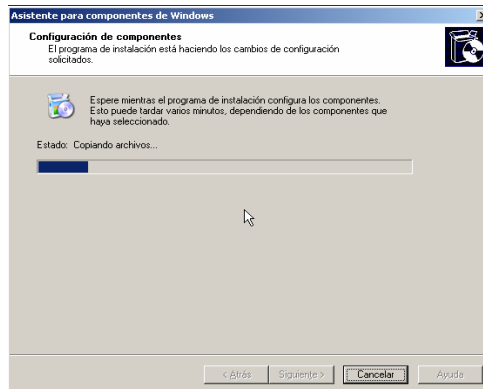 Asistente para componentes de Windows
Configuración de componentes
El programa de instalación está haciendo los cambios de configuración
solicitados.
Espere mientras el programa de instalación configura los componentes.
Esto puede tardar varios minutos, dependiendo de los componentes que
haya seleccionado.
Estado: Copiando archivos...
< Atrás Siguiente > Cancelar Ayuda